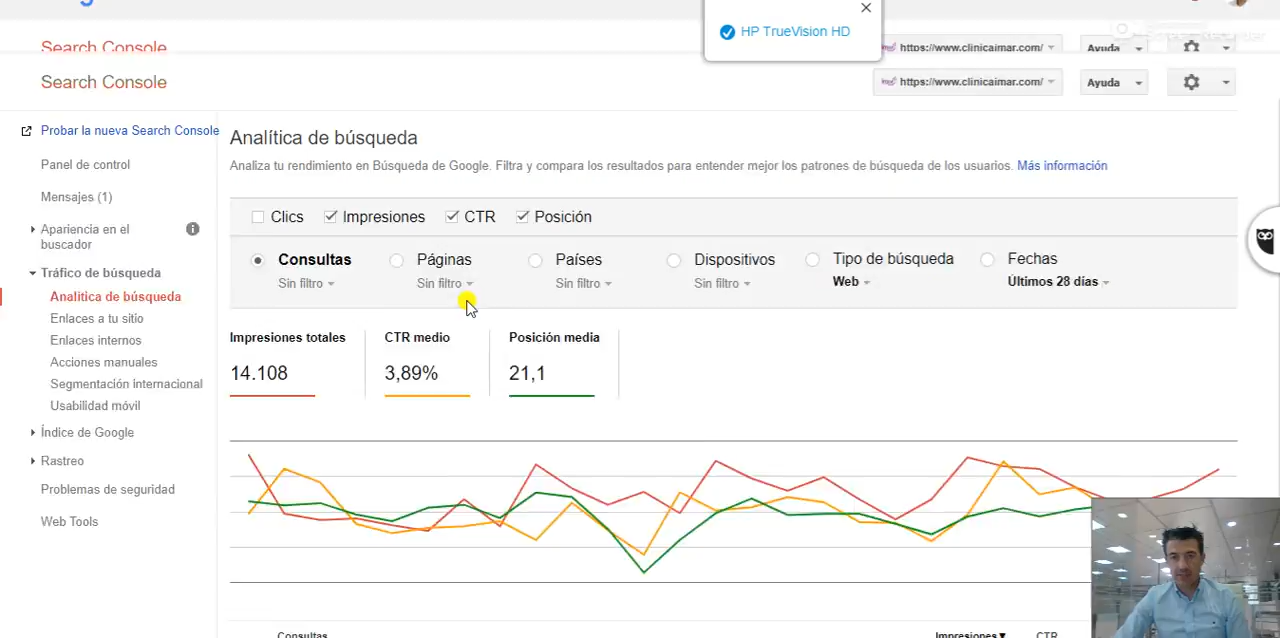 HP TrueVision HD
Search Console
https://www.clinicaimar.com/ Ayuda
Search Console
https://www.clinicaimar.com/ Ayuda
Probar la nueva Search Console
Panel de control
Mensajes (1)
Apariencia en el
buscador
Tráfico de búsqueda
Analítica de búsqueda
Enlaces a tu sitio
Enlaces internos
Acciones manuales
Segmentación internacional
Usabilidad móvil
Índice de Google
Rastreo
Problemas de seguridad
Web Tools
Analítica de búsqueda
Analiza tu rendimiento en Búsqueda de Google. Filtra y compara los resultados para entender mejor los patrones de búsqueda de los usuarios. Más información
Clics Impresiones CTR Posición
Consultas Páginas Países Dispositivos Tipo de búsqueda Fechas
Sin filtro Sin filtro Sin filtro Sin filtro Web Últimos 28 días
Impresiones totales CTR medio Posición media
14.108 3,89% 21,1
Consultas Impresiones▼ CTR